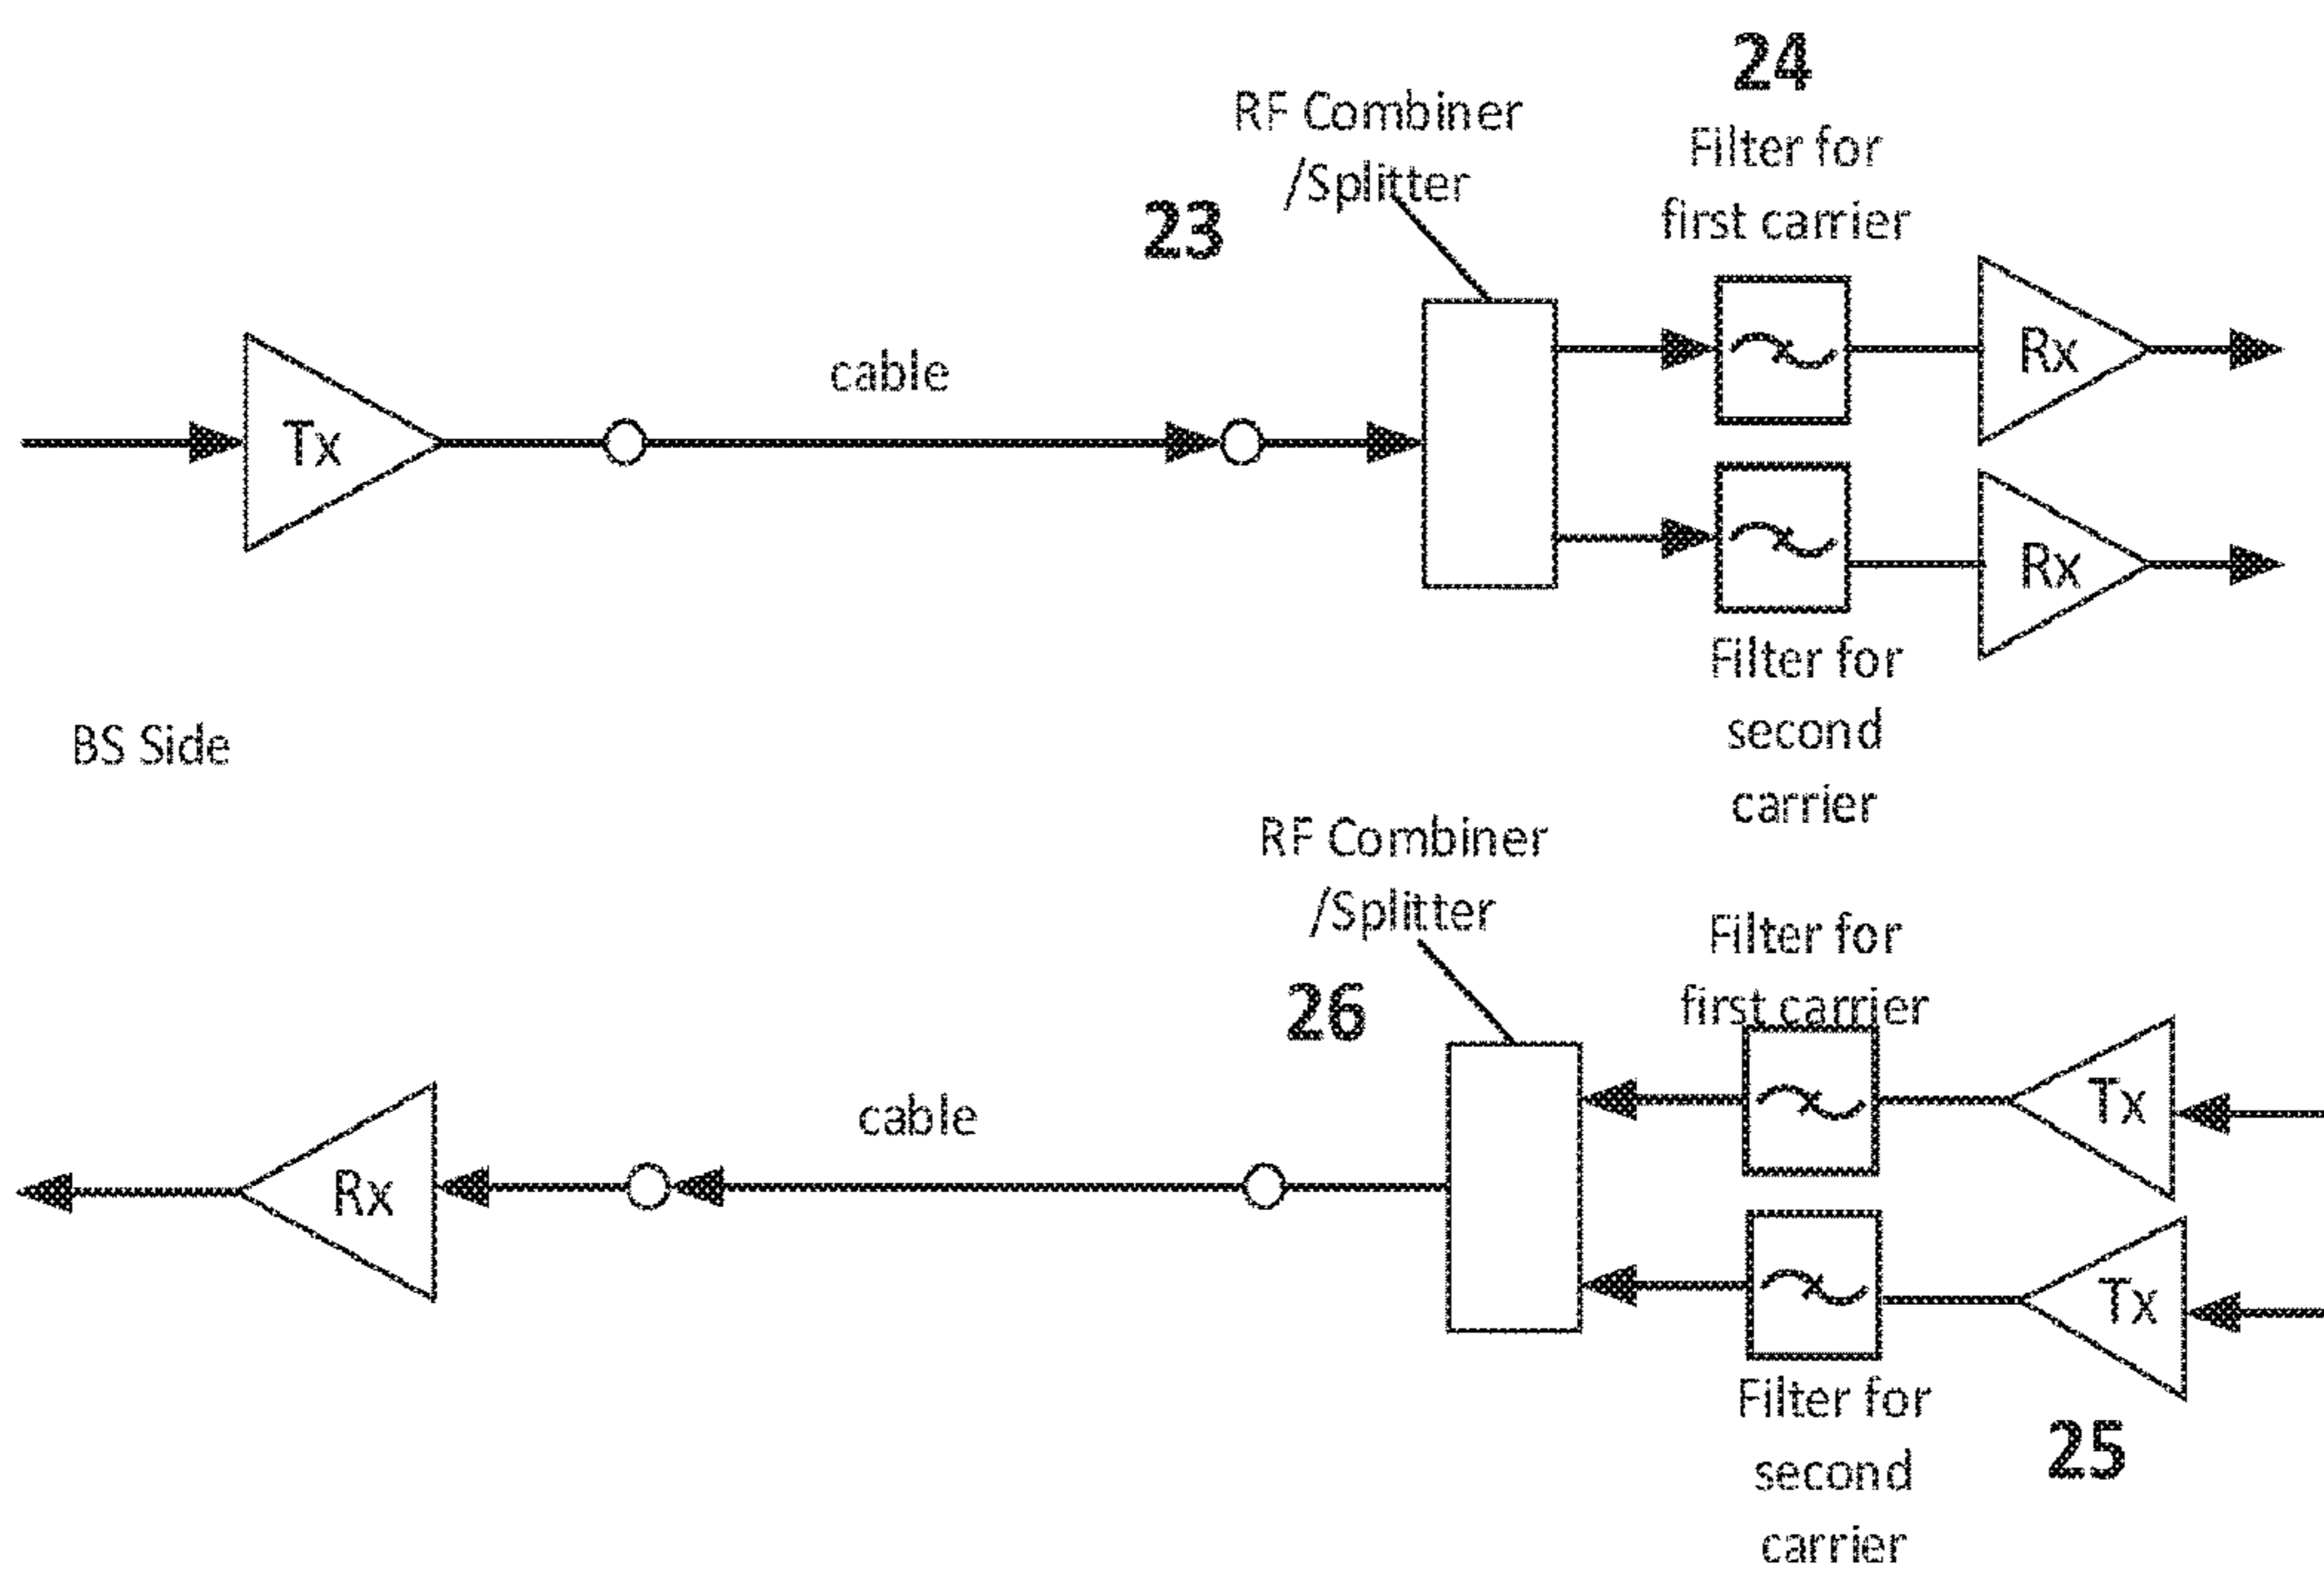 24
RF Combiner
/Splitter
23
Filter for
first carrier
cable
Tx
Rx
Rx
Filter for
second
carrier
BS Side
RF Combiner
/Splitter
26
Filter for
first carrier
cable
Rx
Tx
Tx
Filter for
second
carrier
25